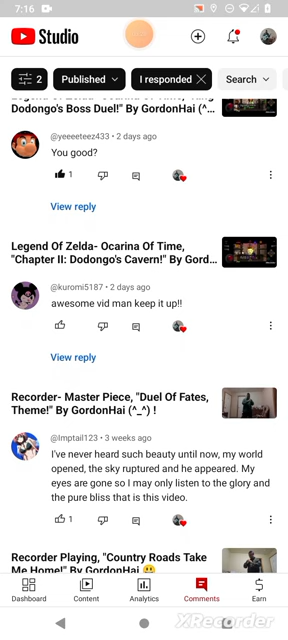 7:16
Studio
2
Published
I responded
Search
Dodongo's Boss Duel!" By GordonHai (^...
@yeeeeteez433 • 2 days ago
You good?
1
View reply
Legend Of Zelda- Ocarina Of Time,
"Chapter II: Dodongo's Cavern!" By Gord...
@kuromi5187 • 2 days ago
awesome vid man keep it up!!
View reply
Recorder- Master Piece, "Duel Of Fates,
Theme!" By GordonHai (^_^) !
@Imptail123 • 3 weeks ago
I've never heard such beauty until now, my world
opened, the sky ruptured and he appeared. My
eyes are gone so I may only listen to the glory and
the pure bliss that is this video.
1
Recorder Playing, "Country Roads Take
Me Home!" By GordonHai 😃
Dashboard
Content
Analytics
Comments
Earn
XRecorder